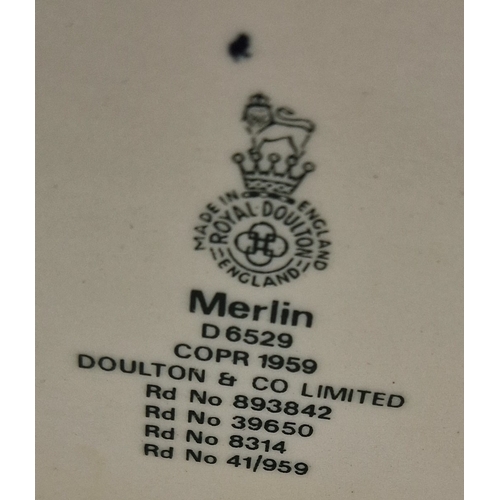 MADE IN ENGLAND
ROYAL·DOULTON
ENGLAND
Merlin
D 6529
COPR 1959
DOULTON & CO LIMITED
Rd No 893842
Rd No 39650
Rd No 8314
Rd No 41/959